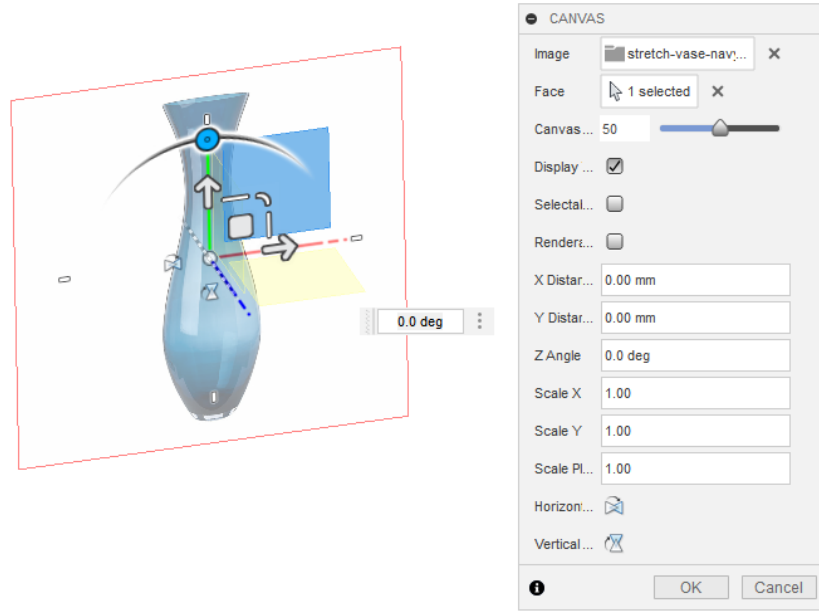 CANVAS
Image stretch-vase-navy...
Face 1 selected
Canvas... 50
Display ...
Selectal...
Rendera...
X Distar... 0.00 mm
Y Distar... 0.00 mm
Z Angle 0.0 deg
Scale X 1.00
Scale Y 1.00
Scale Pl... 1.00
Horizon...
Vertical ...
OK Cancel
0.0 deg